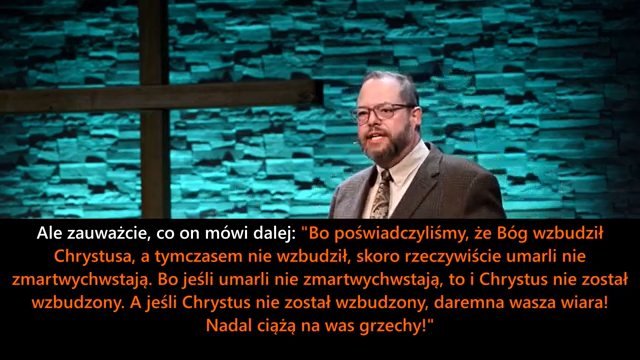 Ale zauważcie, co on mówi dalej: "Bo poświadczyliśmy, że Bóg wzbudził
Chrystusa, a tymczasem nie wzbudził, skoro rzeczywiście umarli nie
zmartwychwstają. Bo jeśli umarli nie zmartwychwstają, to i Chrystus nie został
wzbudzony. A jeśli Chrystus nie został wzbudzony, daremna wasza wiara!
Nadal ciążą na was grzechy!"